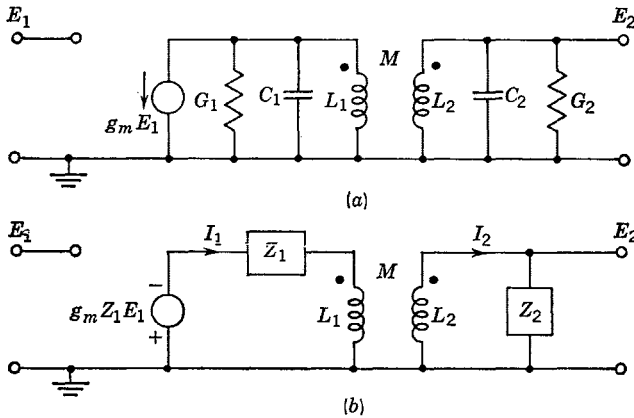 E₁ E₂
M
gₘE₁ G₁ C₁ L₁ L₂ C₂ G₂
(a)
E₁ I₁ Z₁ M I₂ E₂
− gₘZ₁E₁ + L₁ L₂ Z₂
(b)